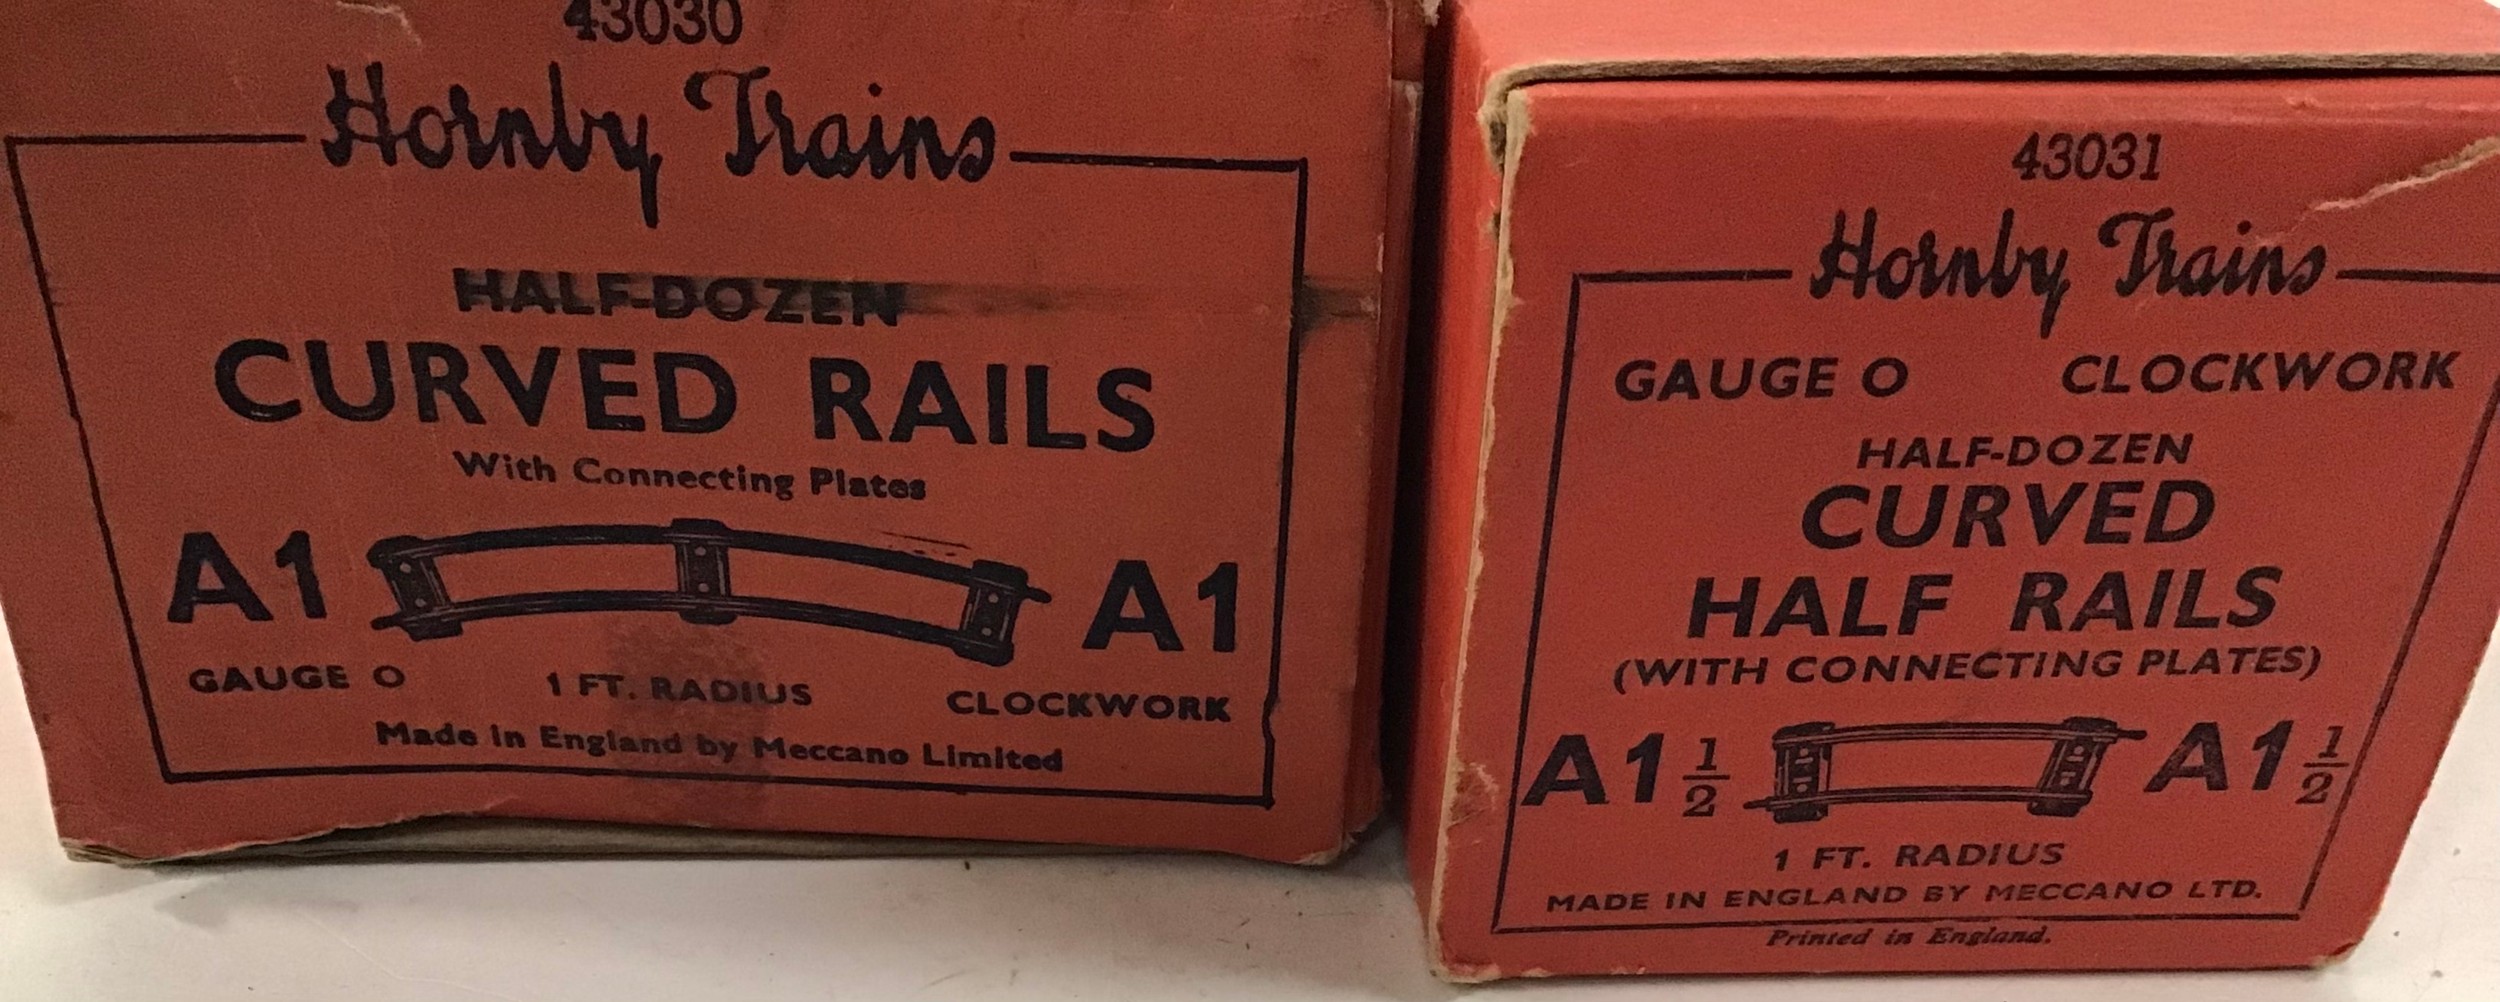 43030
Hornby Trains
HALF-DOZEN
CURVED RAILS
With Connecting Plates
A1 A1
GAUGE O 1 FT. RADIUS CLOCKWORK
Made in England by Meccano Limited
43031
Hornby Trains
GAUGE O CLOCKWORK
HALF-DOZEN
CURVED
HALF RAILS
(WITH CONNECTING PLATES)
A1½ A1½
1 FT. RADIUS
MADE IN ENGLAND BY MECCANO LTD.
Printed in England.